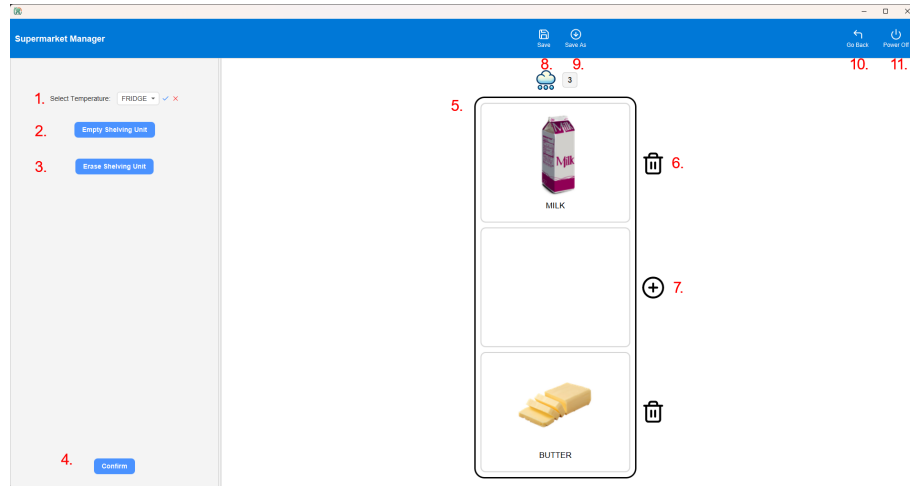 Supermarket Manager
Save
Save As
Go Back
Power Off
8.
9.
10.
11.
3
1.
Select Temperature:
FRIDGE
5.
2.
Empty Shelving Unit
3.
Erase Shelving Unit
Milk
Milk
6.
MILK
7.
BUTTER
4.
Confirm